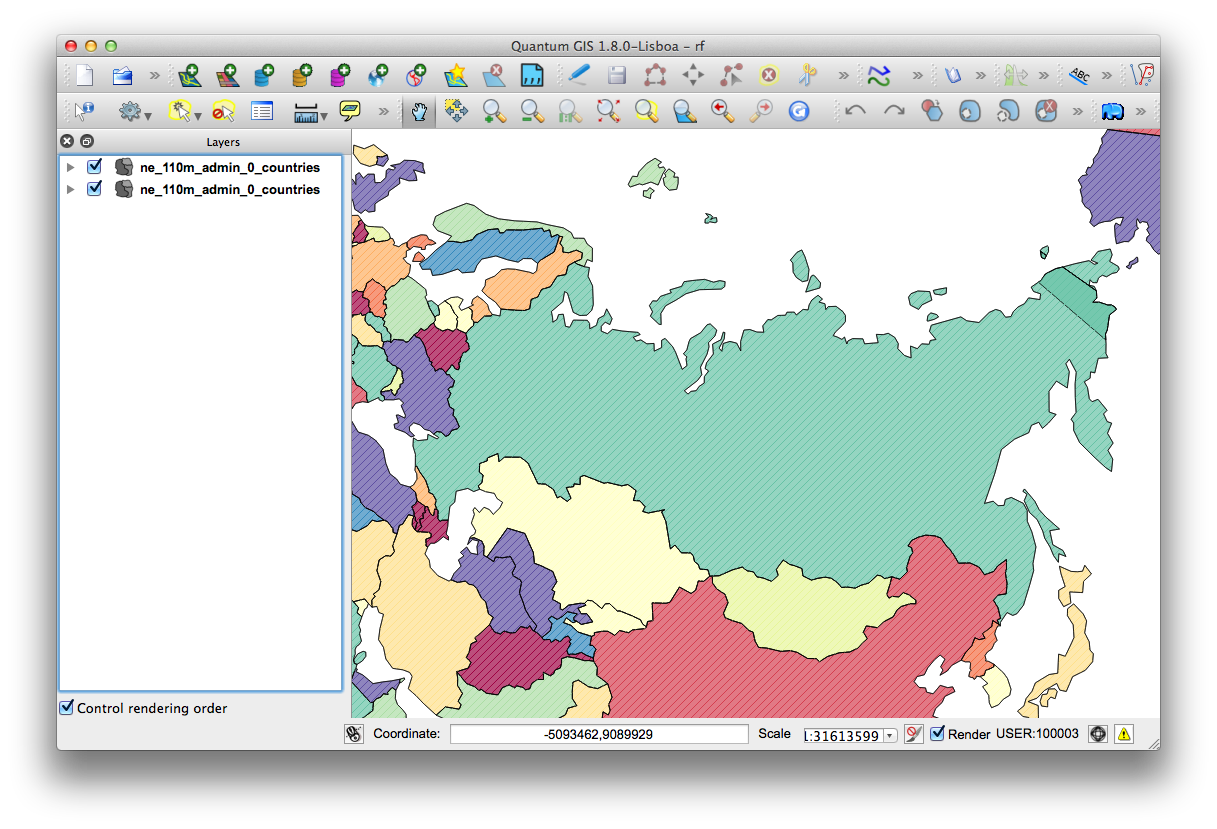 Quantum GIS 1.8.0-Lisboa - rf
ABC
Layers
ne_110m_admin_0_countries
ne_110m_admin_0_countries
Control rendering order
Coordinate: -5093462,9089929 Scale 1:31613599 Render USER:100003